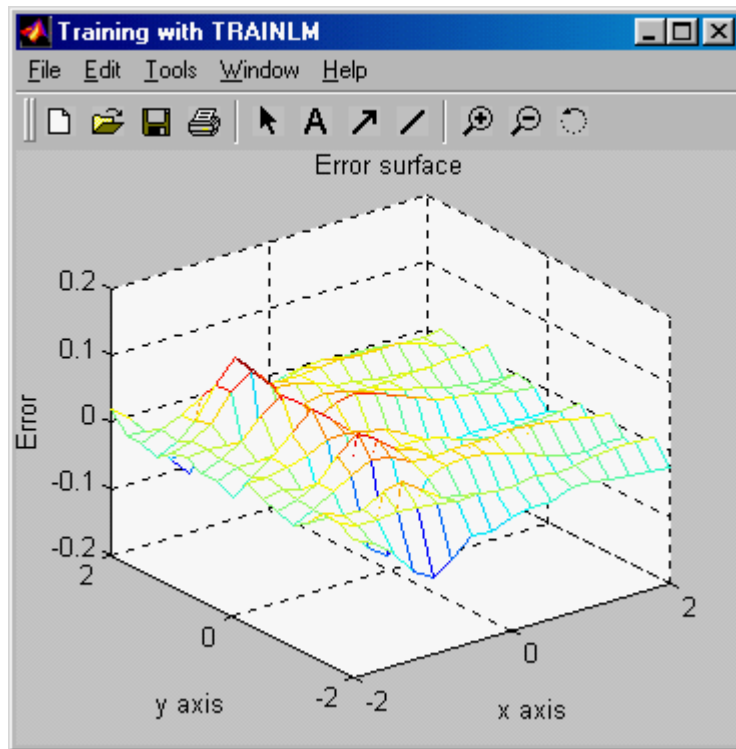 Training with TRAINLM
File Edit Tools Window Help
A
Error surface
0.2
0.1
0
-0.1
-0.2
Error
2
0
-2
y axis
-2
0
2
x axis